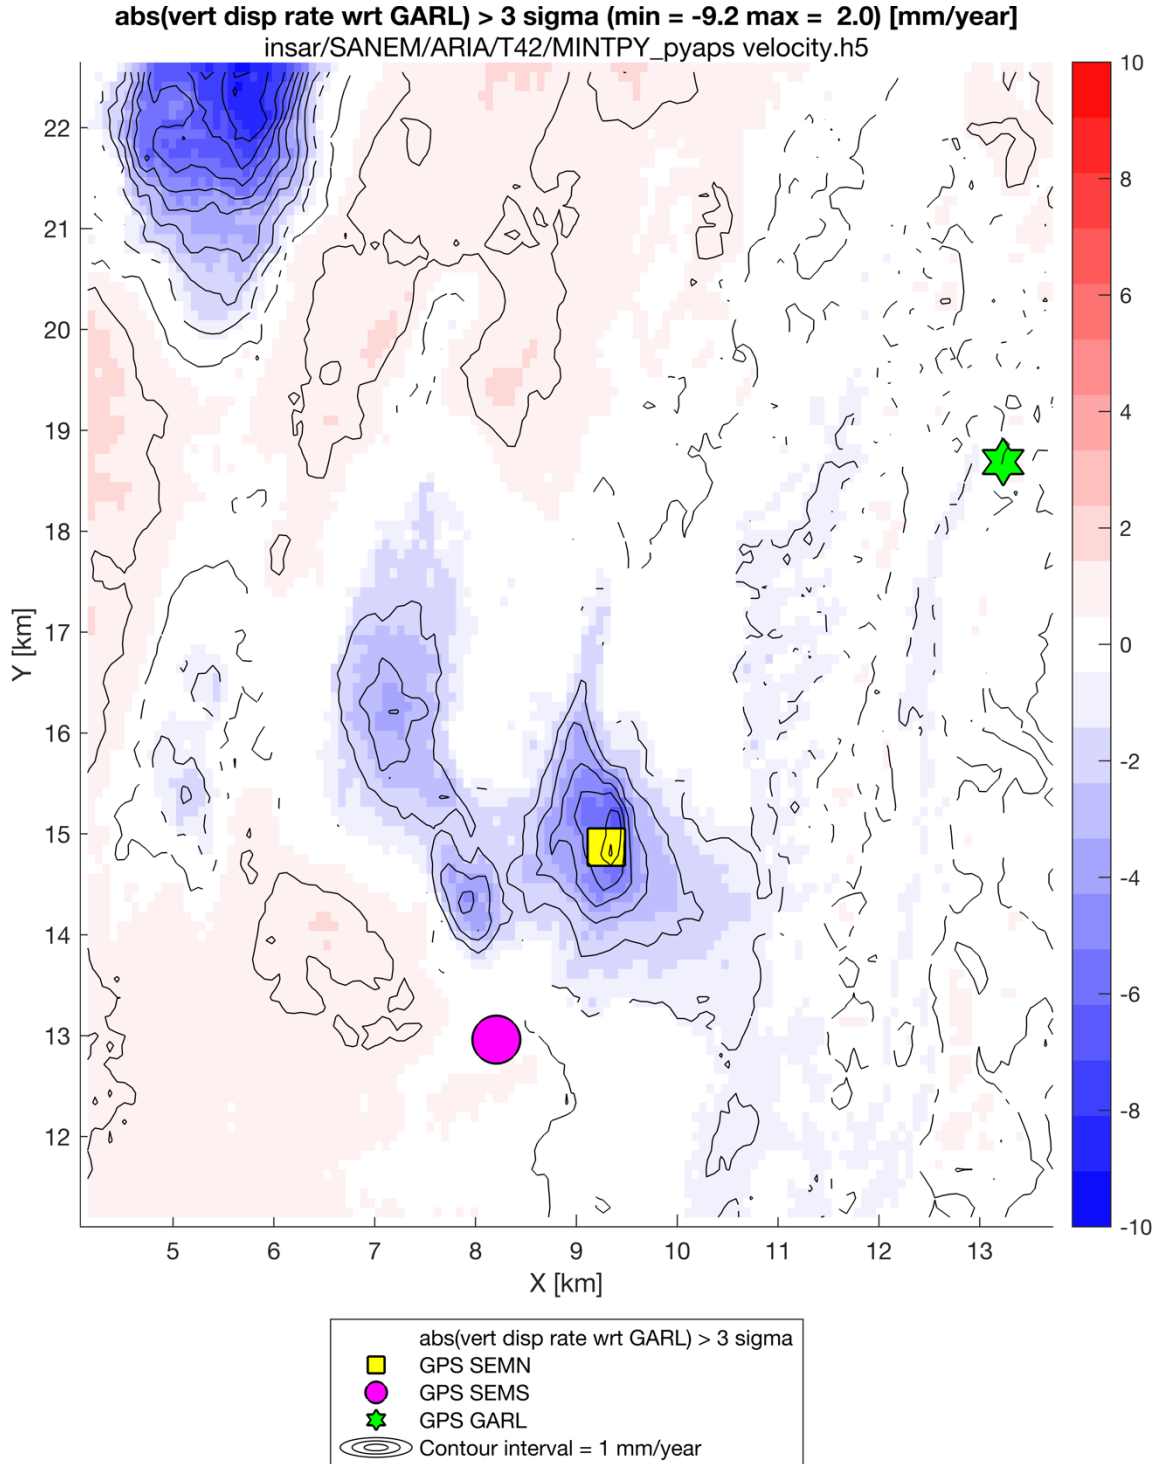 abs(vert disp rate wrt GARL) > 3 sigma (min = -9.2 max =  2.0) [mm/year]
insar/SANEM/ARIA/T42/MINTPY_pyaps velocity.h5
10
8
6
4
2
0
-2
-4
-6
-8
-10
22
21
20
19
18
17
16
15
14
13
12
Y [km]
5 6 7 8 9 10 11 12 13
X [km]
abs(vert disp rate wrt GARL) > 3 sigma
GPS SEMN
GPS SEMS
GPS GARL
Contour interval = 1 mm/year